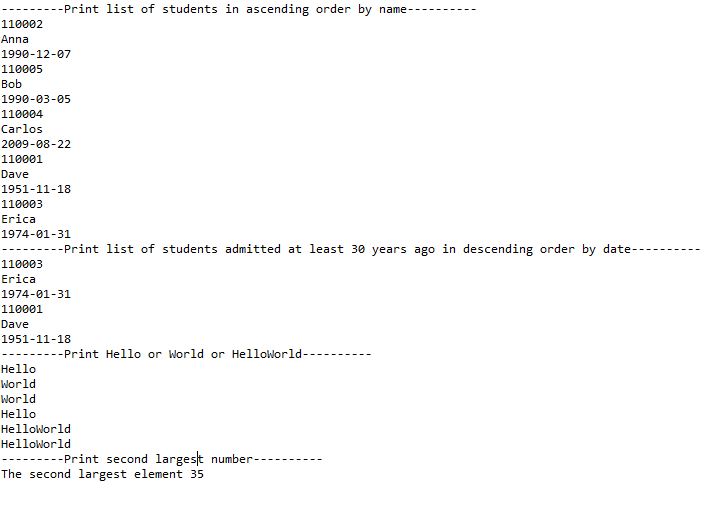 ---------Print list of students in ascending order by name----------
110002
Anna
1990-12-07
110005
Bob
1990-03-05
110004
Carlos
2009-08-22
110001
Dave
1951-11-18
110003
Erica
1974-01-31
---------Print list of students admitted at least 30 years ago in descending order by date----------
110003
Erica
1974-01-31
110001
Dave
1951-11-18
---------Print Hello or World or HelloWorld----------
Hello
World
World
Hello
HelloWorld
HelloWorld
---------Print second largest number----------
The second largest element 35